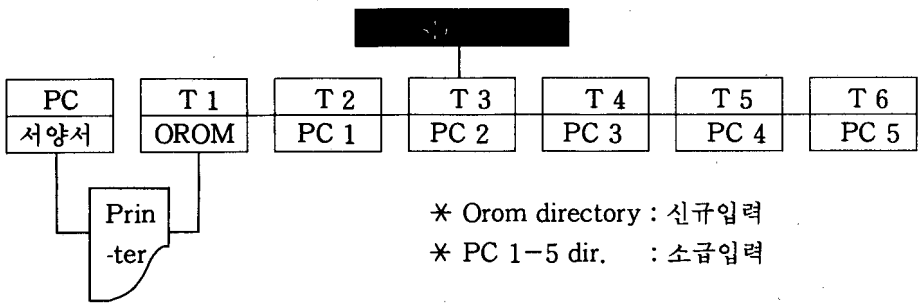 PC
서양서
T 1
OROM
T 2
PC 1
T 3
PC 2
T 4
PC 3
T 5
PC 4
T 6
PC 5
Prin
-ter
* Orom directory : 신규입력
* PC 1-5 dir. : 소급입력